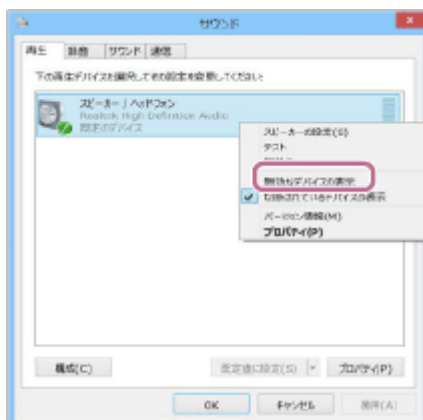 サウンド
再生 録音 サウンド 通信
下の再生デバイスを選択してその設定を変更してください:
スピーカー / ヘッドフォン
Realtek High Definition Audio
既定のデバイス
スピーカーの設定(S)
テスト
無効なデバイスの表示
切断されているデバイスの表示
バージョン情報(M)
プロパティ(P)
構成(C) 既定値に設定(S) プロパティ(P)
OK キャンセル 適用(A)